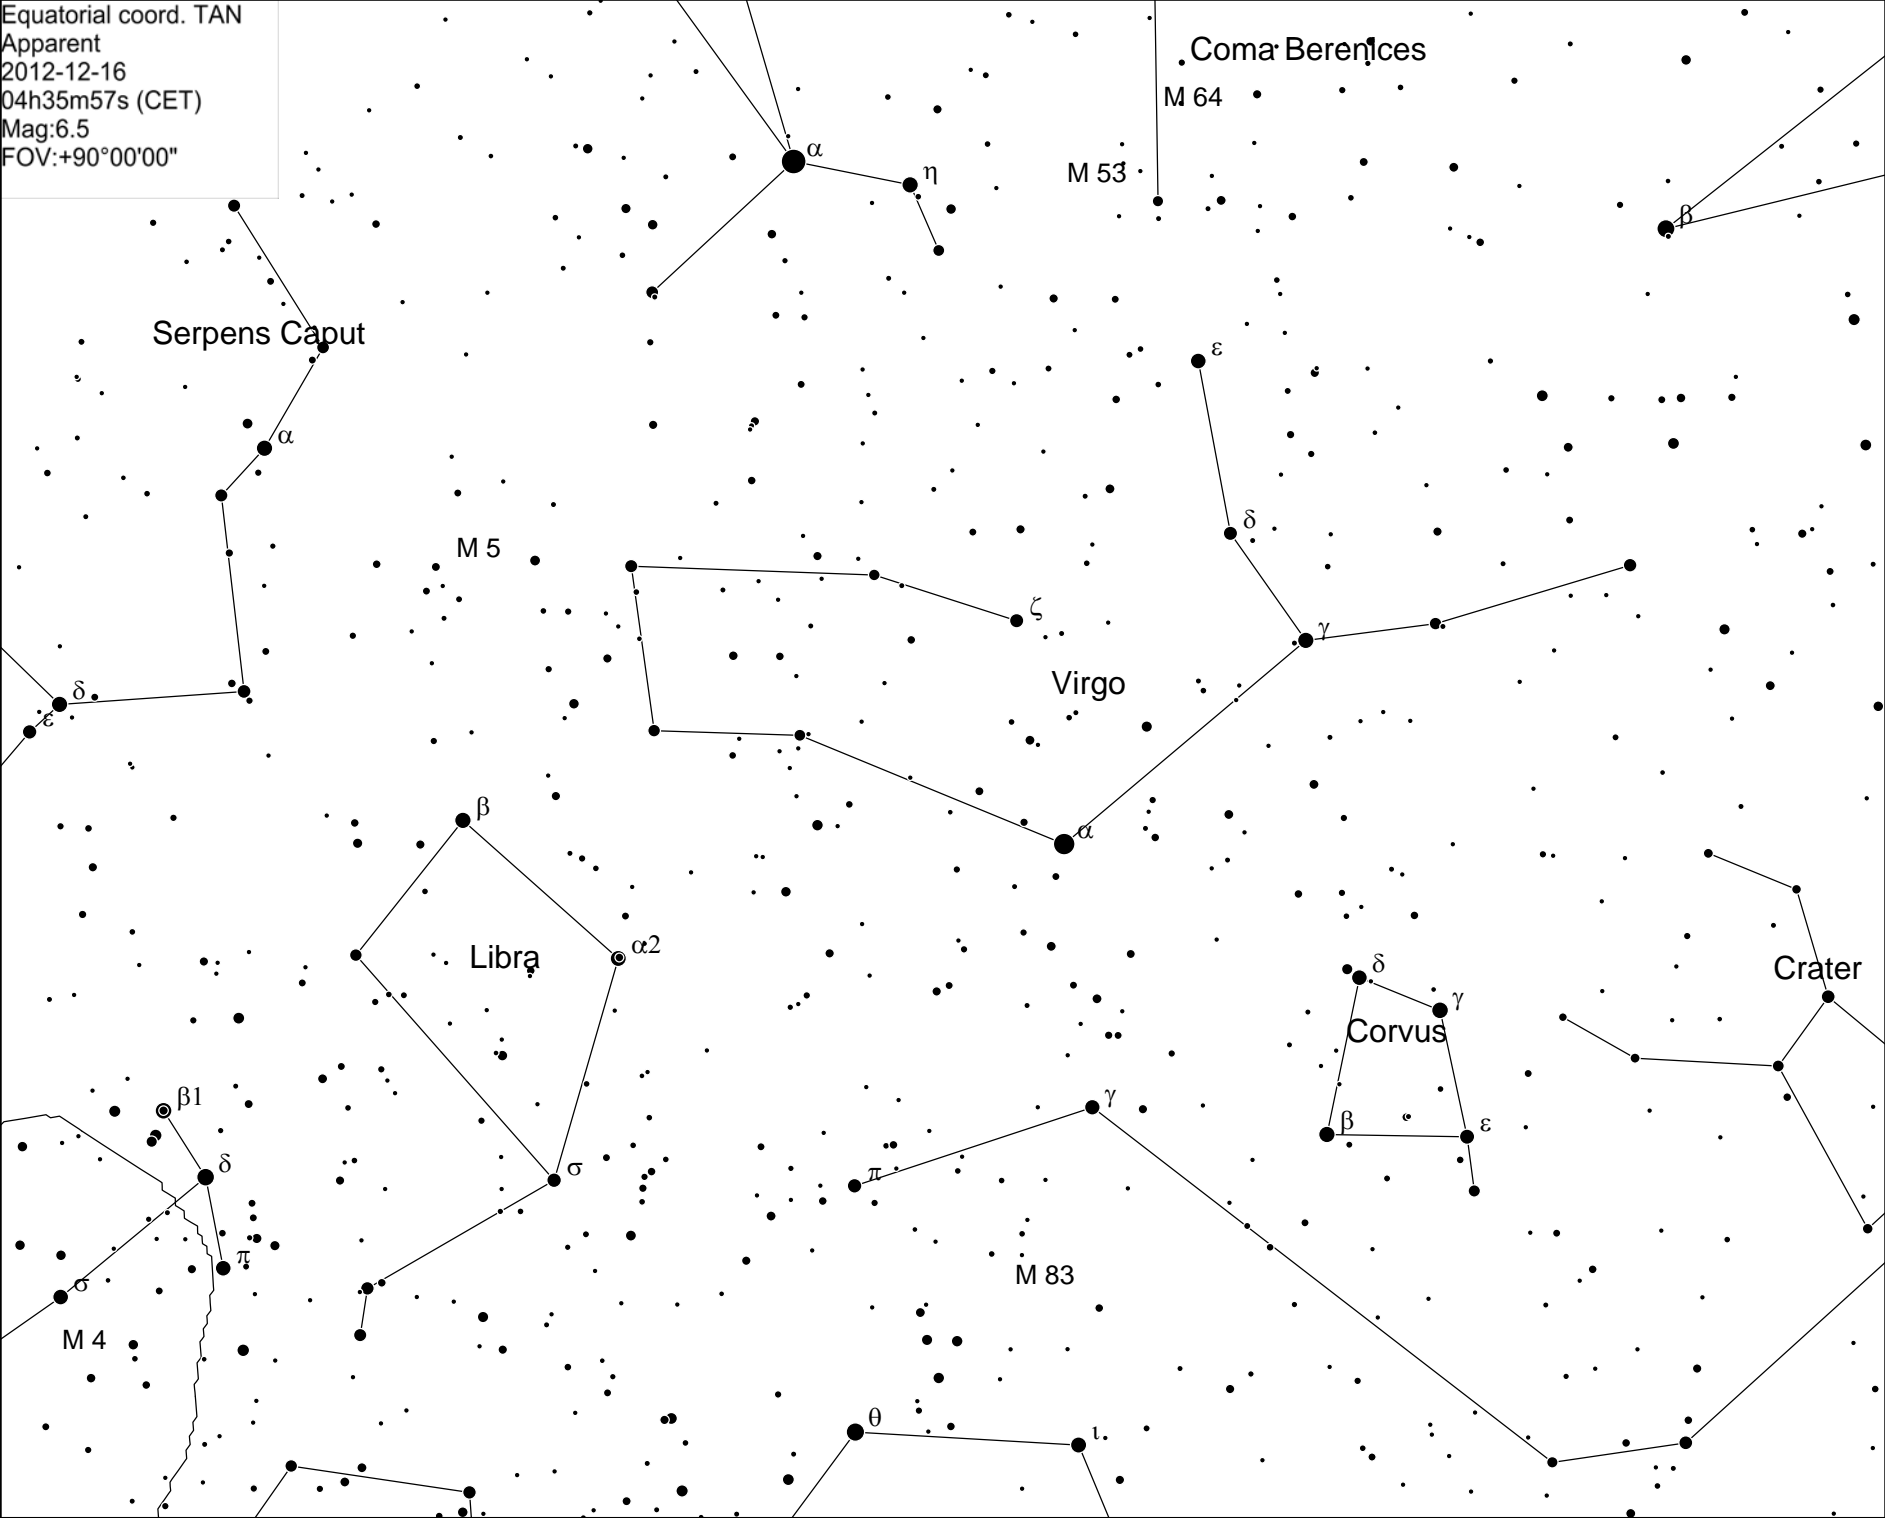 Equatorial coord. TAN
Apparent
2012-12-16
04h35m57s (CET)
Mag:6.5
FOV:+90°00'00"
Coma Berenices
M 64
α
M 53
η
β
Serpens Caput
ε
α
δ
M 5
ζ
γ
Virgo
δ
ε
β
α
α2
Libra
δ
Crater
γ
Corvus
β1
γ
β
ε
δ
σ
π
π
M 83
σ
M 4
θ
ι